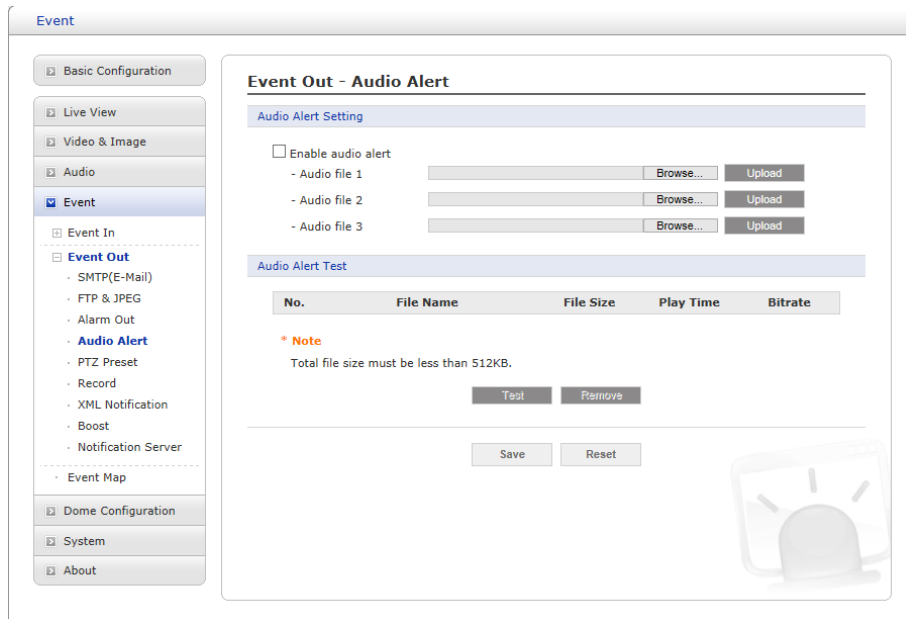 Event
Basic Configuration
Live View
Video & Image
Audio
Event
Event In
Event Out
· SMTP(E-Mail)
· FTP & JPEG
· Alarm Out
· Audio Alert
· PTZ Preset
· Record
· XML Notification
· Boost
· Notification Server
· Event Map
Dome Configuration
System
About
Event Out - Audio Alert
Audio Alert Setting
Enable audio alert
- Audio file 1 Browse... Upload
- Audio file 2 Browse... Upload
- Audio file 3 Browse... Upload
Audio Alert Test
No. File Name File Size Play Time Bitrate
* Note
Total file size must be less than 512KB.
Test Remove
Save Reset